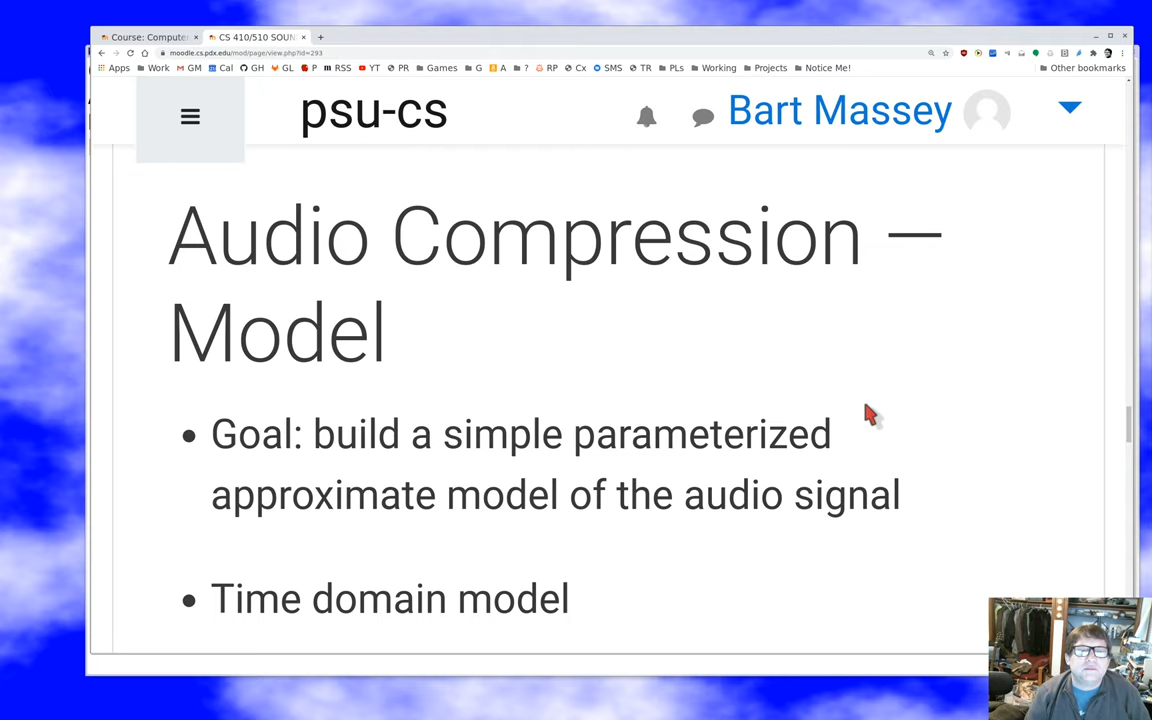 Course: Compute
CS 410/510 SOUN
moodle.cs.pdx.edu/mod/page/view.php?id=293
Apps Work GM Cal GH GL P RSS YT PR Games G A ? RP Cx SMS TR PLs Working Projects Notice Me! Other bookmarks
psu-cs
Bart Massey
Audio Compression —
Model
• Goal: build a simple parameterized
approximate model of the audio signal
• Time domain model